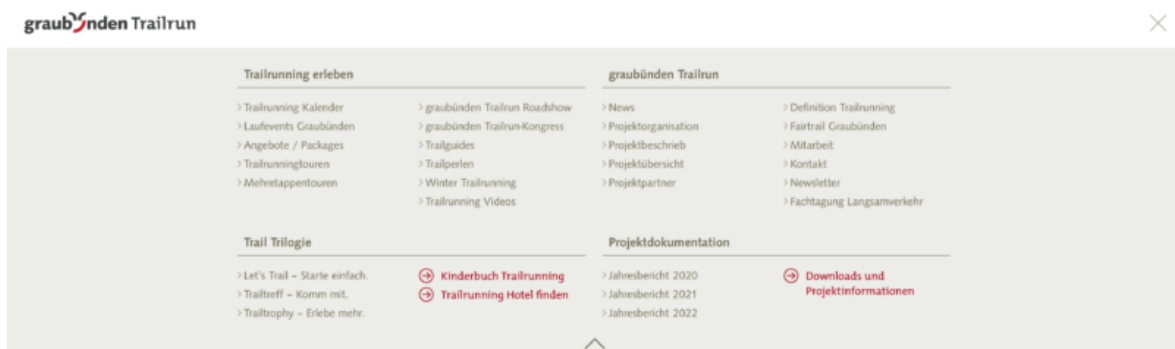 graubünden Trailrun
Trailrunning erleben
> Trailrunning Kalender
> Laufevents Graubünden
> Angebote / Packages
> Trailrunningtouren
> Mehretappentouren
> graubünden Trailrun Roadshow
> graubünden Trailrun-Kongress
> Trailguides
> Trailperlen
> Winter Trailrunning
> Trailrunning Videos
graubünden Trailrun
> News
> Projektorganisation
> Projektbeschrieb
> Projektübersicht
> Projektpartner
> Definition Trailrunning
> Fairtrail Graubünden
> Mitarbeit
> Kontakt
> Newsletter
> Fachtagung Langsamverkehr
Trail Trilogie
> Let's Trail – Starte einfach.
> Trailtreff – Komm mit.
> Trailtrophy – Erlebe mehr.
Kinderbuch Trailrunning
Trailrunning Hotel finden
Projektdokumentation
> Jahresbericht 2020
> Jahresbericht 2021
> Jahresbericht 2022
Downloads und
Projektinformationen